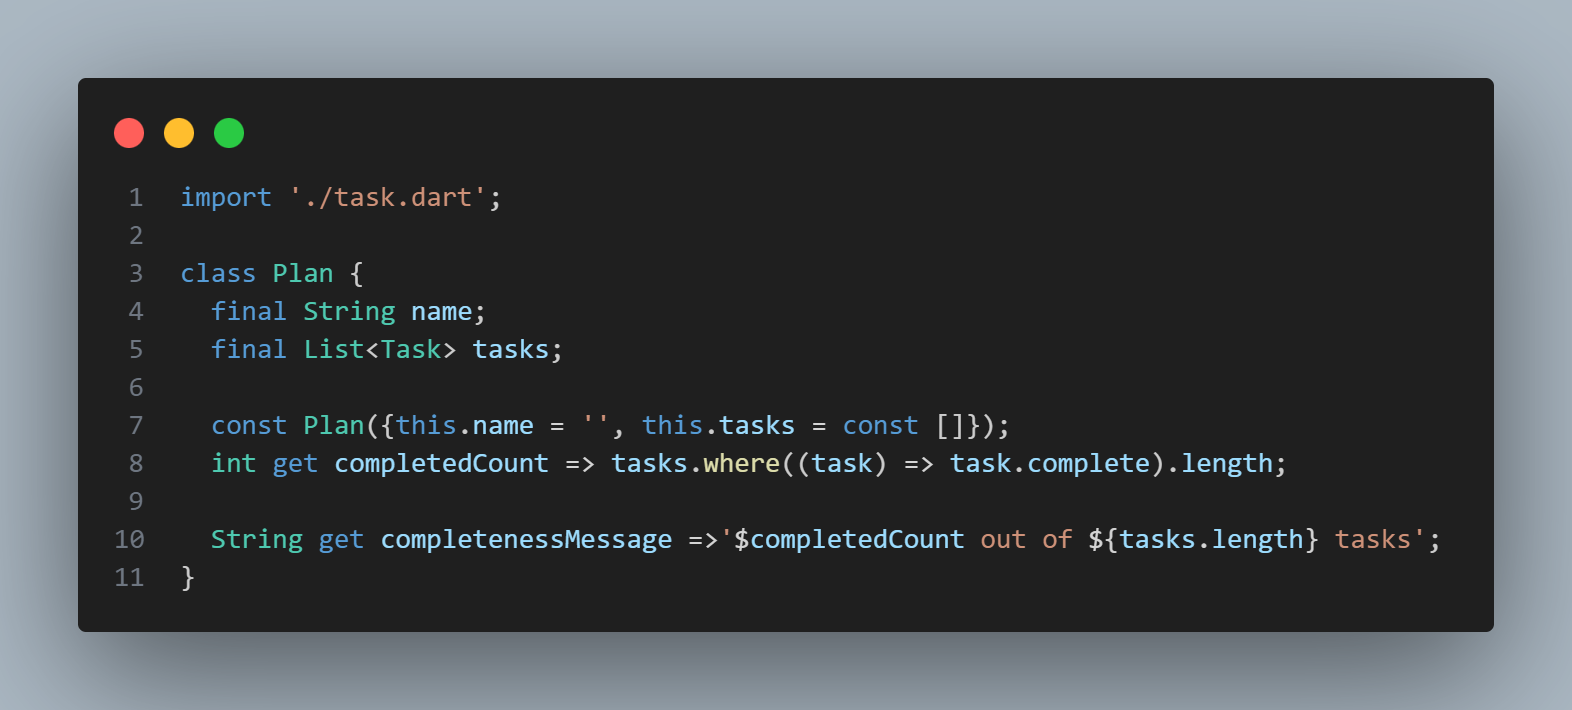 1 import './task.dart';
2
3 class Plan {
4   final String name;
5   final List<Task> tasks;
6
7   const Plan({this.name = '', this.tasks = const []});
8   int get completedCount => tasks.where((task) => task.complete).length;
9
10   String get completenessMessage =>'$completedCount out of ${tasks.length} tasks';
11 }